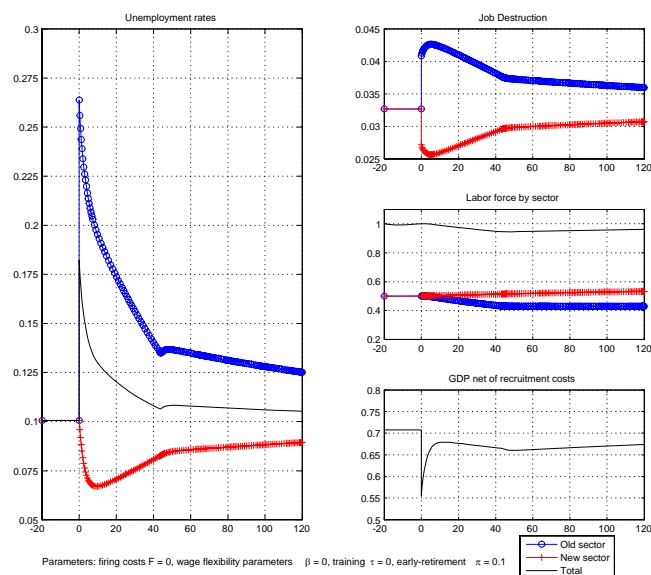 Unemployment rates
0.3
0.25
0.2
0.175
0.15
0.125
0.1
0.075
0.05
-20 0 20 40 60 80 100 120
Job Destruction
0.045
0.04
0.035
0.03
0.025
-20 0 20 40 60 80 100 120
Labor force by sector
1
0.8
0.6
0.4
0.2
-20 0 20 40 60 80 100 120
GDP net of recruitment costs
0.8
0.75
0.7
0.65
0.6
0.55
0.5
-20 0 20 40 60 80 100 120
Parameters: firing costs F = 0, wage flexibility parameters β = 0, training τ = 0, early-retirement π = 0.1
Old sector
New sector
Total